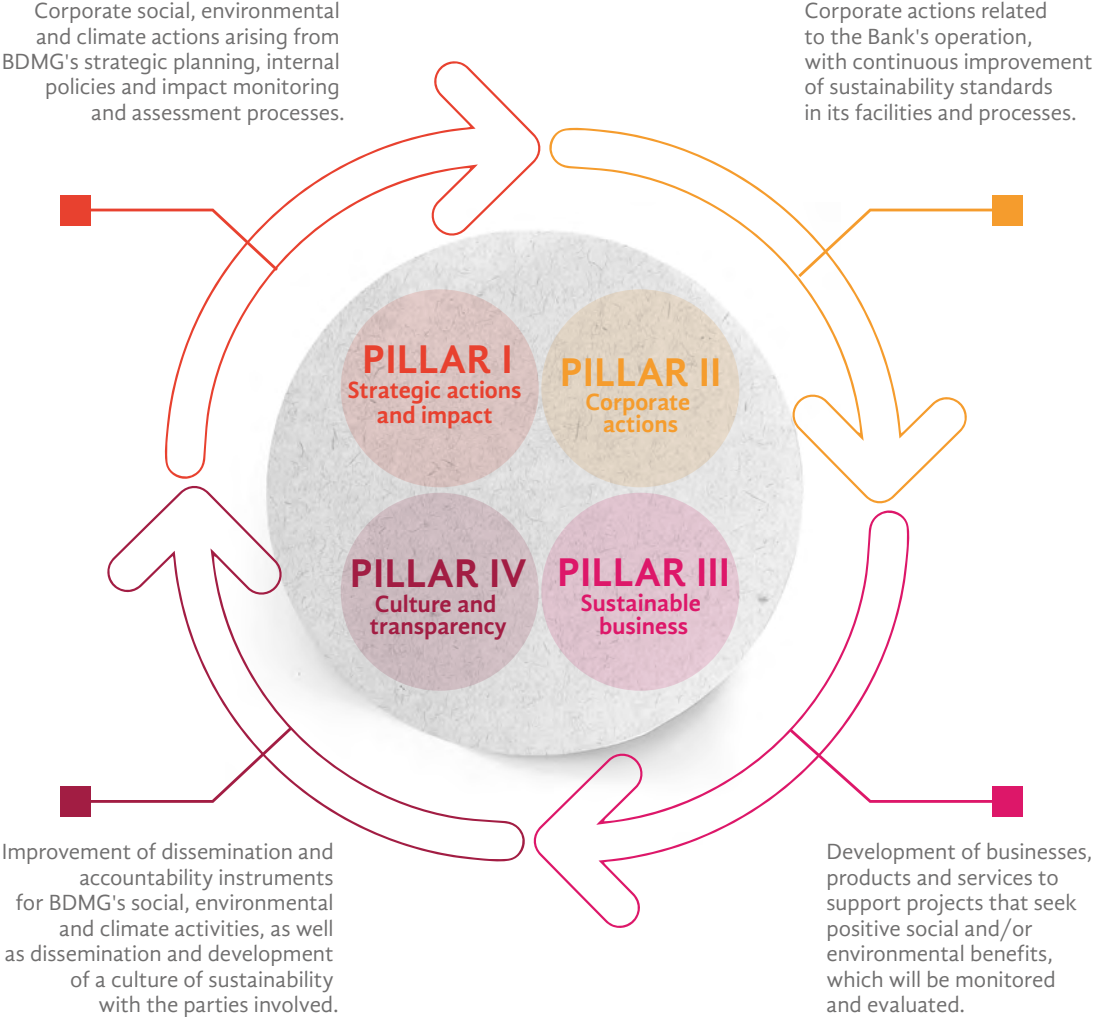 Corporate social, environmental
and climate actions arising from
BDMG's strategic planning, internal
policies and impact monitoring
and assessment processes.
Corporate actions related
to the Bank's operation,
with continuous improvement
of sustainability standards
in its facilities and processes.
PILLAR I
Strategic actions
and impact
PILLAR II
Corporate
actions
PILLAR IV
Culture and
transparency
PILLAR III
Sustainable
business
Improvement of dissemination and
accountability instruments
for BDMG's social, environmental
and climate activities, as well
as dissemination and development
of a culture of sustainability
with the parties involved.
Development of businesses,
products and services to
support projects that seek
positive social and/or
environmental benefits,
which will be monitored
and evaluated.